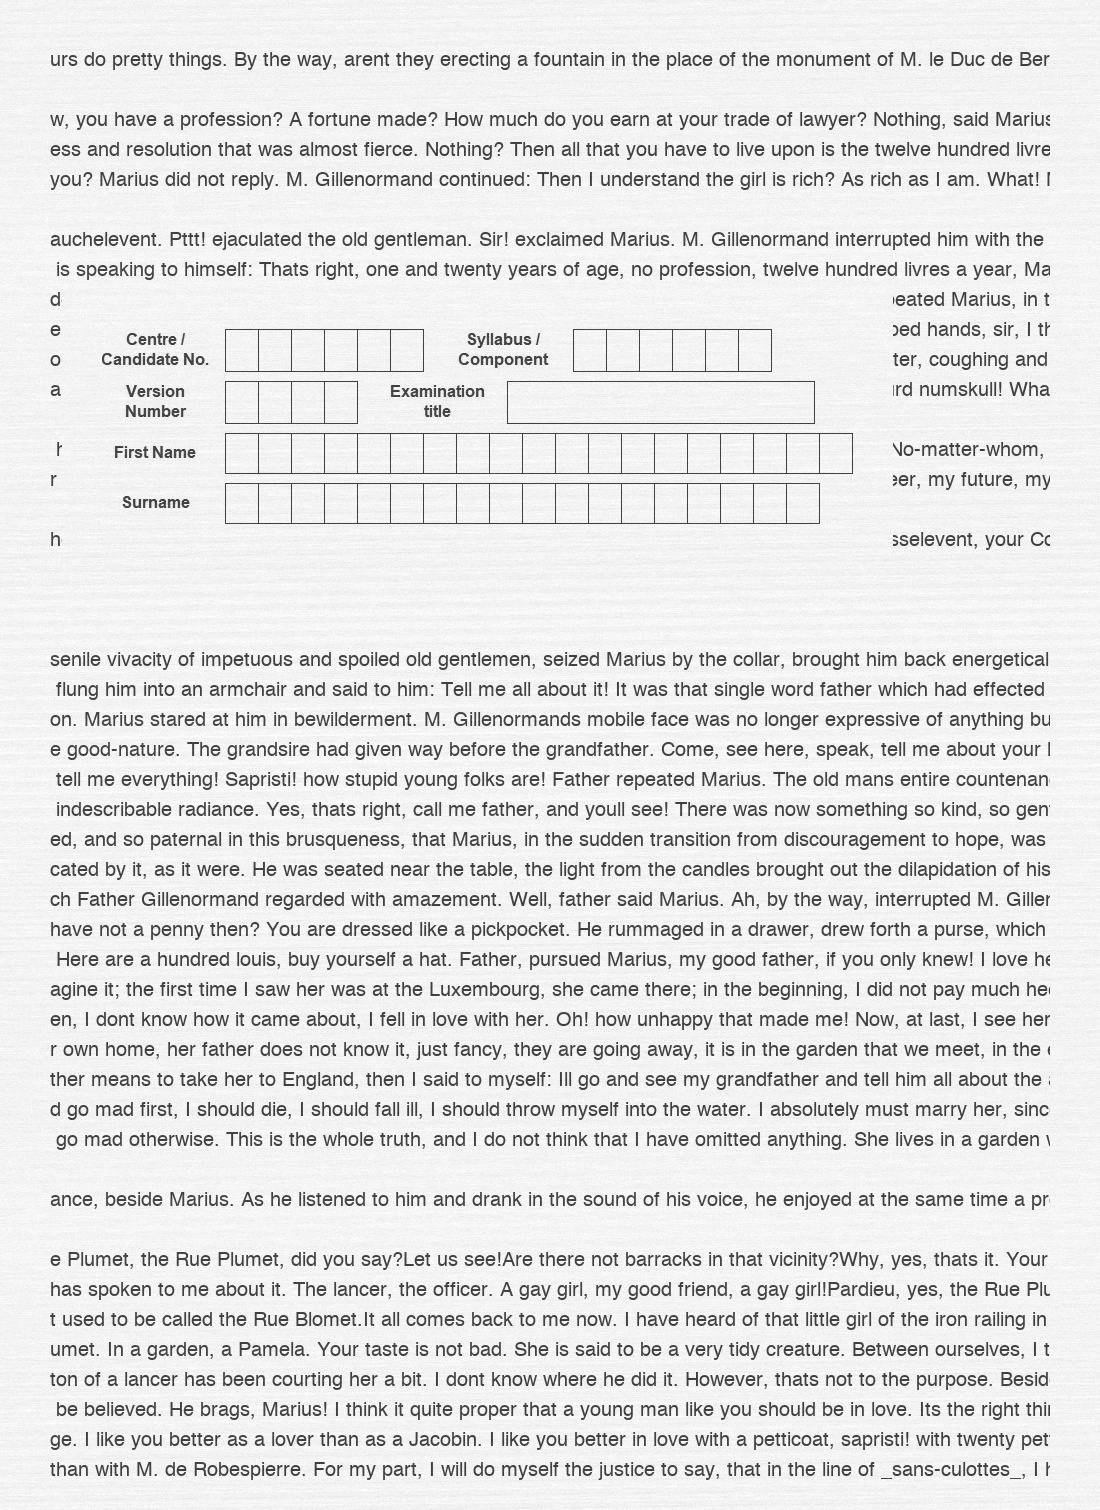 urs do pretty things. By the way, arent they erecting a fountain in the place of the monument of M. le Duc de Ber
w, you have a profession? A fortune made? How much do you earn at your trade of lawyer? Nothing, said Marius
ess and resolution that was almost fierce. Nothing? Then all that you have to live upon is the twelve hundred livre
you? Marius did not reply. M. Gillenormand continued: Then I understand the girl is rich? As rich as I am. What!
auchelevent. Pttt! ejaculated the old gentleman. Sir! exclaimed Marius. M. Gillenormand interrupted him with the
is speaking to himself: Thats right, one and twenty years of age, no profession, twelve hundred livres a year, Ma
d eated Marius, in t
e ped hands, sir, I th
Centre / Candidate No.
Syllabus / Component
o ter, coughing and
a rd numskull! Wha
Version Number
Examination title
h No-matter-whom,
First Name
r eer, my future, my
Surname
h sselevent, your Co
senile vivacity of impetuous and spoiled old gentlemen, seized Marius by the collar, brought him back energetical
flung him into an armchair and said to him: Tell me all about it! It was that single word father which had effected
on. Marius stared at him in bewilderment. M. Gillenormands mobile face was no longer expressive of anything bu
e good-nature. The grandsire had given way before the grandfather. Come, see here, speak, tell me about your
tell me everything! Sapristi! how stupid young folks are! Father repeated Marius. The old mans entire countenan
indescribable radiance. Yes, thats right, call me father, and youll see! There was now something so kind, so gen
ed, and so paternal in this brusqueness, that Marius, in the sudden transition from discouragement to hope, was
cated by it, as it were. He was seated near the table, the light from the candles brought out the dilapidation of his
ch Father Gillenormand regarded with amazement. Well, father said Marius. Ah, by the way, interrupted M. Giller
have not a penny then? You are dressed like a pickpocket. He rummaged in a drawer, drew forth a purse, which
Here are a hundred louis, buy yourself a hat. Father, pursued Marius, my good father, if you only knew! I love he
agine it; the first time I saw her was at the Luxembourg, she came there; in the beginning, I did not pay much hee
en, I dont know how it came about, I fell in love with her. Oh! how unhappy that made me! Now, at last, I see her
r own home, her father does not know it, just fancy, they are going away, it is in the garden that we meet, in the
ther means to take her to England, then I said to myself: Ill go and see my grandfather and tell him all about the
d go mad first, I should die, I should fall ill, I should throw myself into the water. I absolutely must marry her, sinc
go mad otherwise. This is the whole truth, and I do not think that I have omitted anything. She lives in a garden
ance, beside Marius. As he listened to him and drank in the sound of his voice, he enjoyed at the same time a pr
e Plumet, the Rue Plumet, did you say?Let us see!Are there not barracks in that vicinity?Why, yes, thats it. Your
has spoken to me about it. The lancer, the officer. A gay girl, my good friend, a gay girl!Pardieu, yes, the Rue Plu
t used to be called the Rue Blomet.It all comes back to me now. I have heard of that little girl of the iron railing in
umet. In a garden, a Pamela. Your taste is not bad. She is said to be a very tidy creature. Between ourselves, I t
ton of a lancer has been courting her a bit. I dont know where he did it. However, thats not to the purpose. Besid
be believed. He brags, Marius! I think it quite proper that a young man like you should be in love. Its the right thin
ge. I like you better as a lover than as a Jacobin. I like you better in love with a petticoat, sapristi! with twenty pet
than with M. de Robespierre. For my part, I will do myself the justice to say, that in the line of _sans-culottes_, I